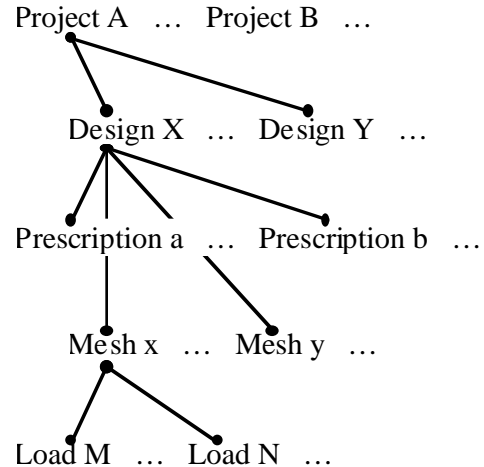 Project A … Project B …
Design X … Design Y …
Prescription a … Prescription b …
Mesh x … Mesh y …
Load M … Load N …